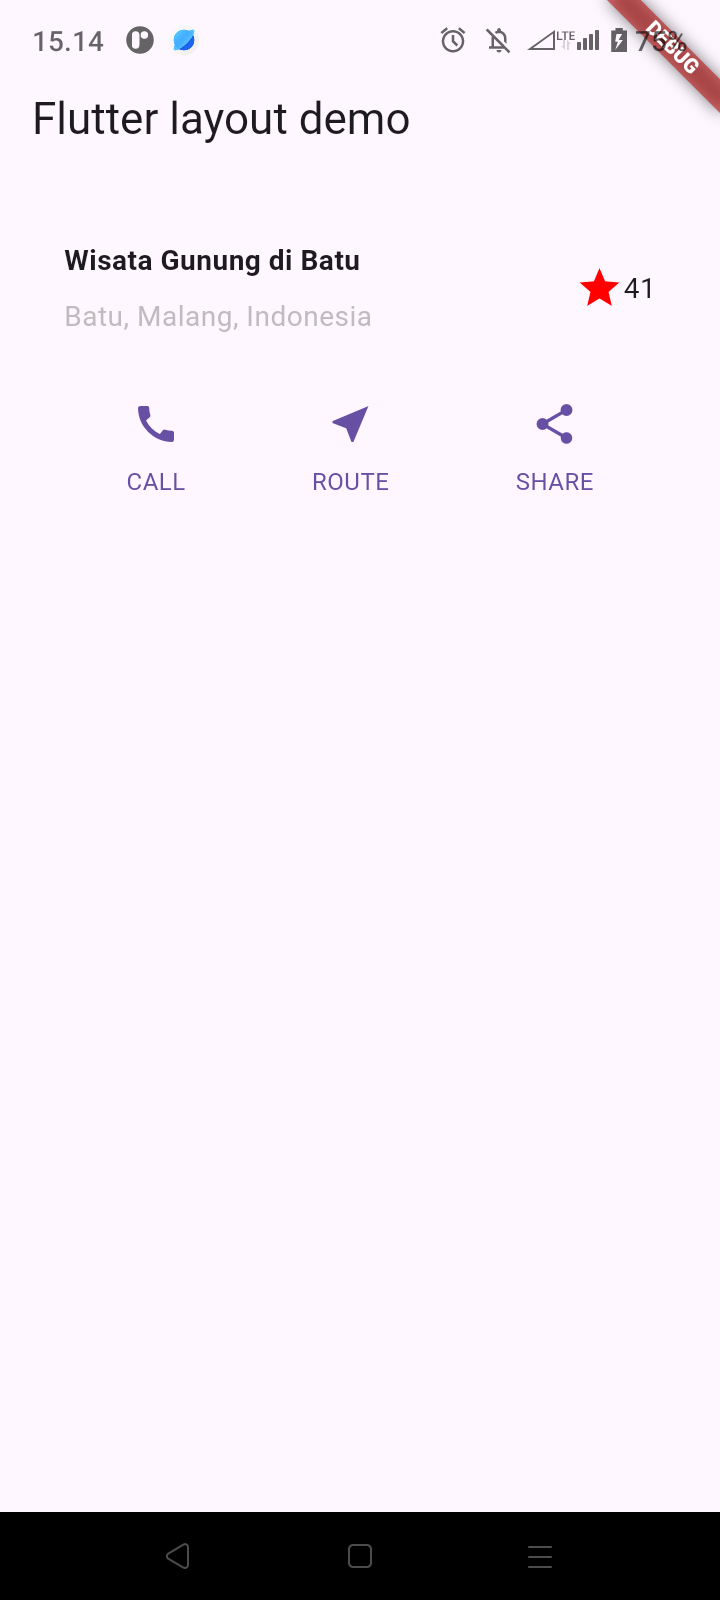 15.14 LTE 75%
DEBUG
Flutter layout demo
Wisata Gunung di Batu
41
Batu, Malang, Indonesia
CALL ROUTE SHARE